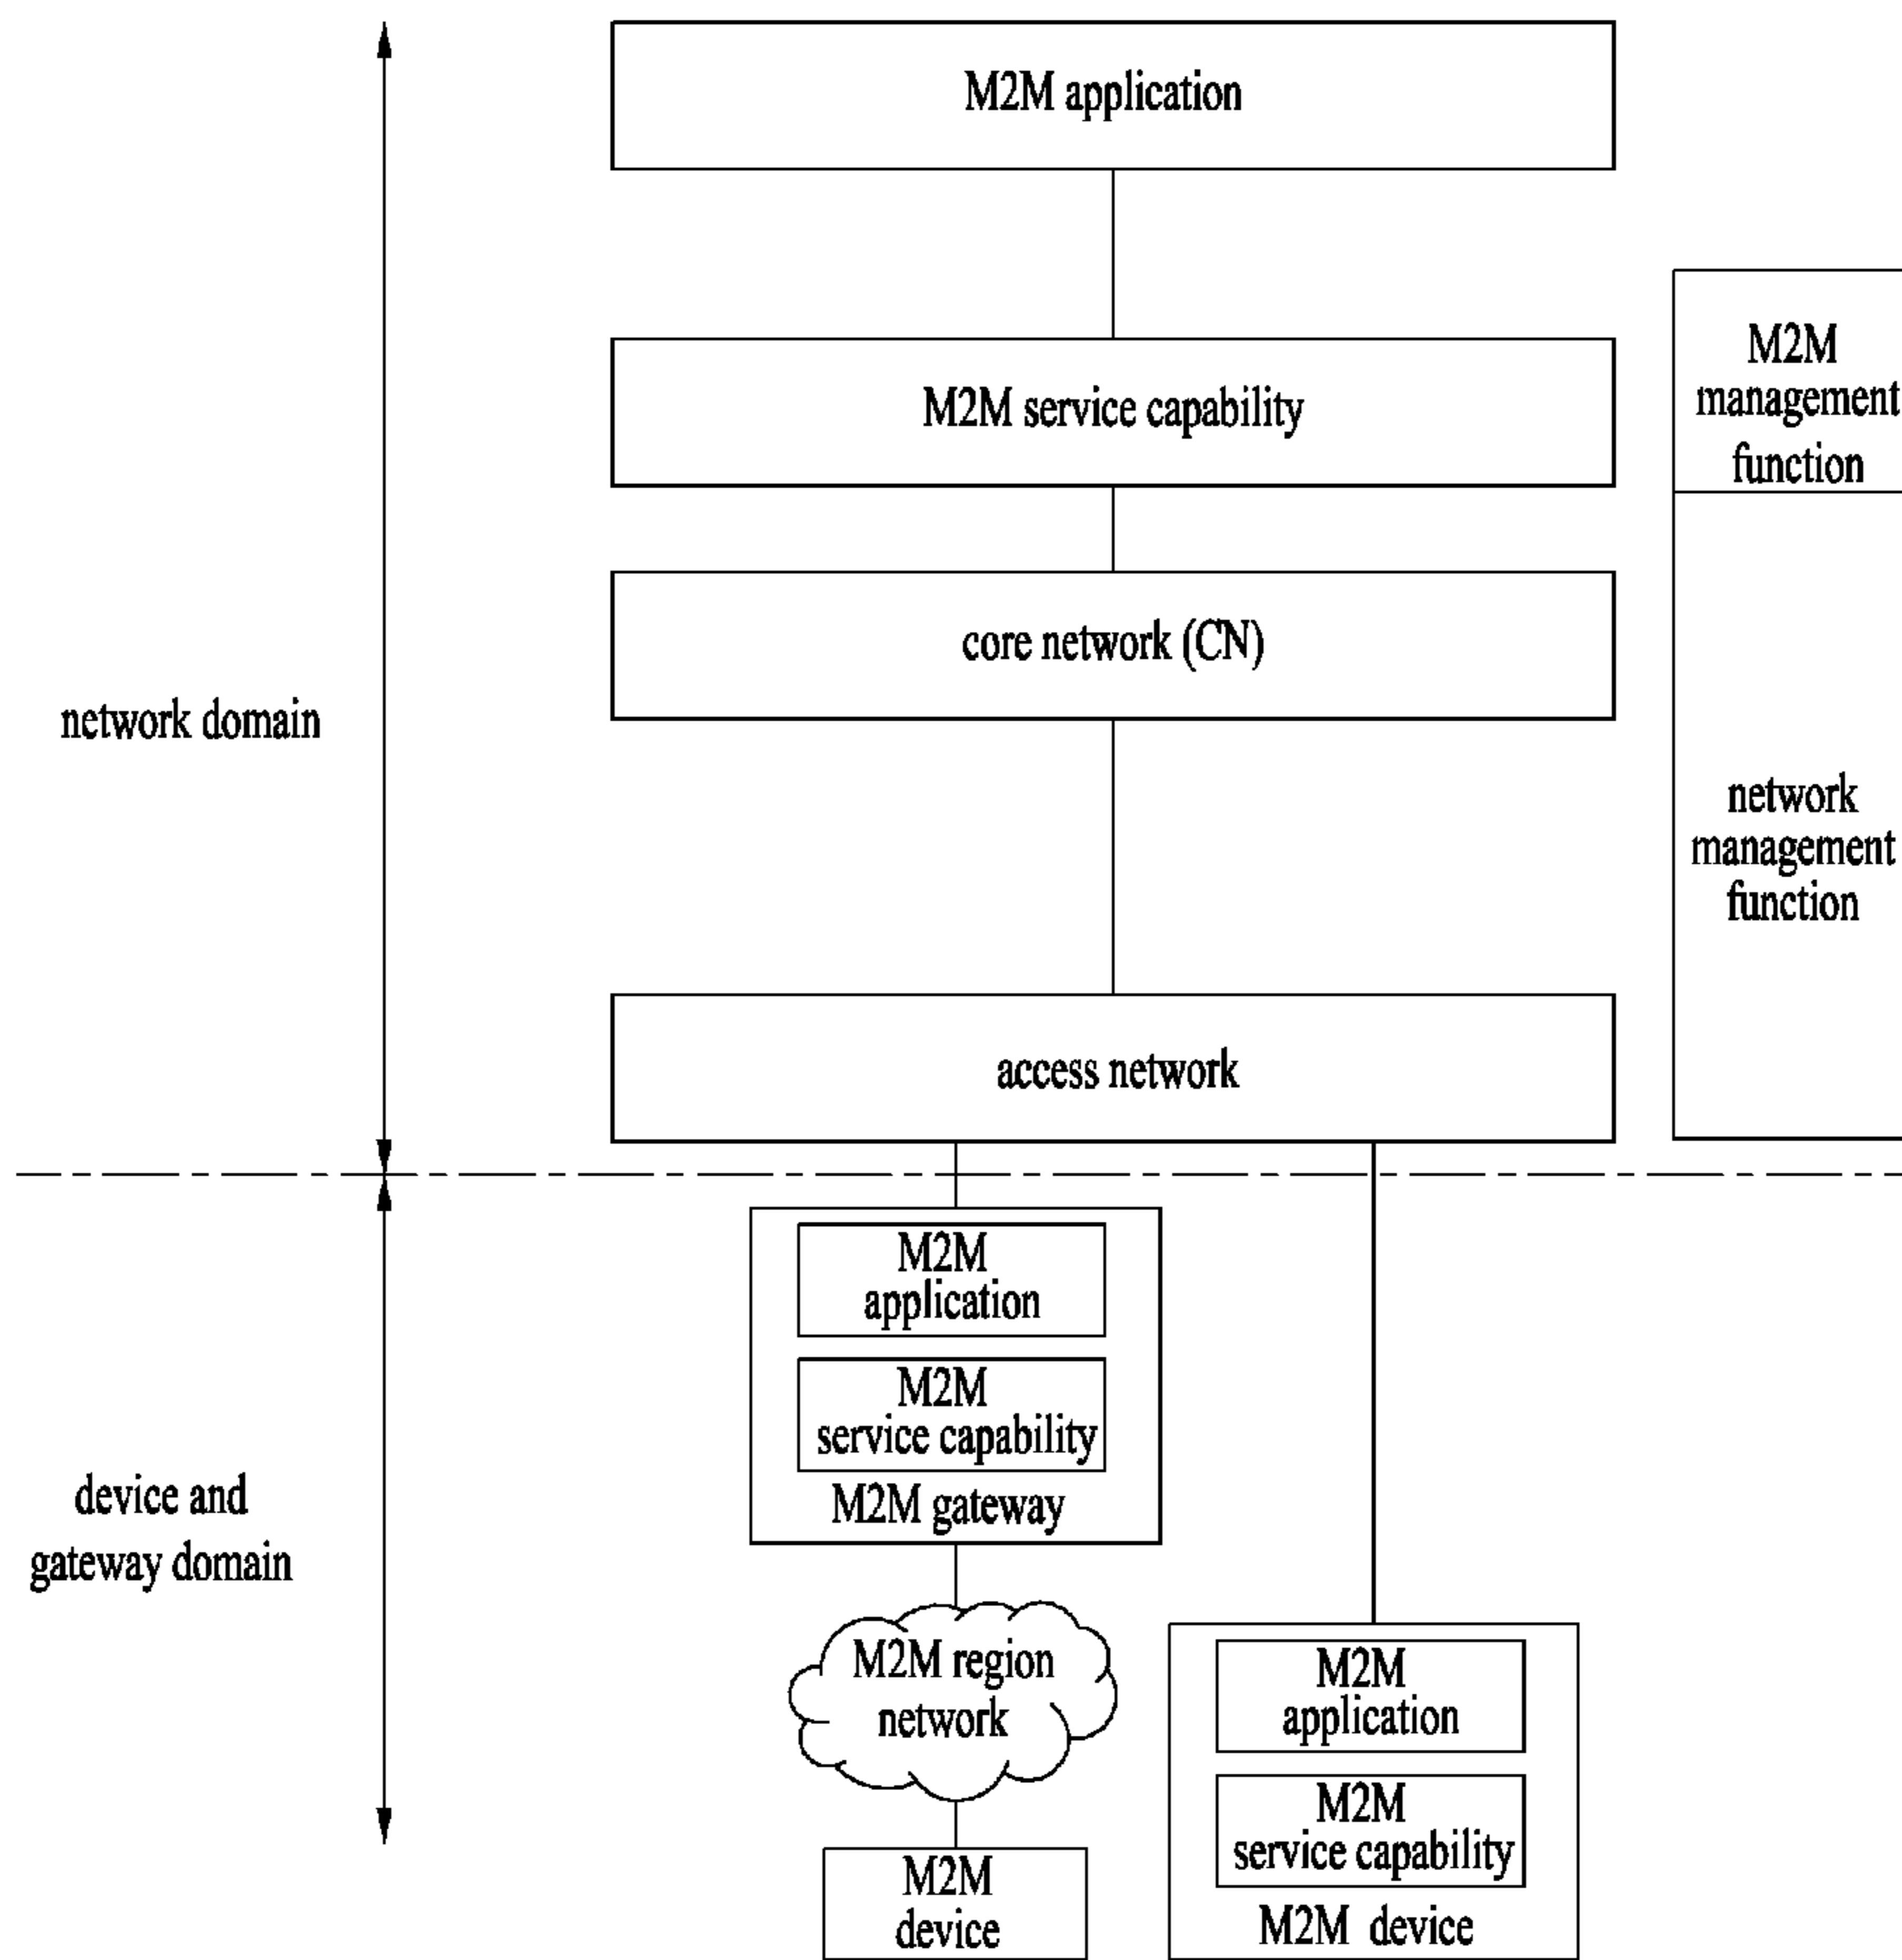 M2M application
M2M service capability
M2M
management
function
core network (CN)
network domain
network
management
function
access network
M2M
application
M2M
service capability
M2M gateway
device and
gateway domain
M2M region
network
M2M
application
M2M
service capability
M2M device
M2M
device